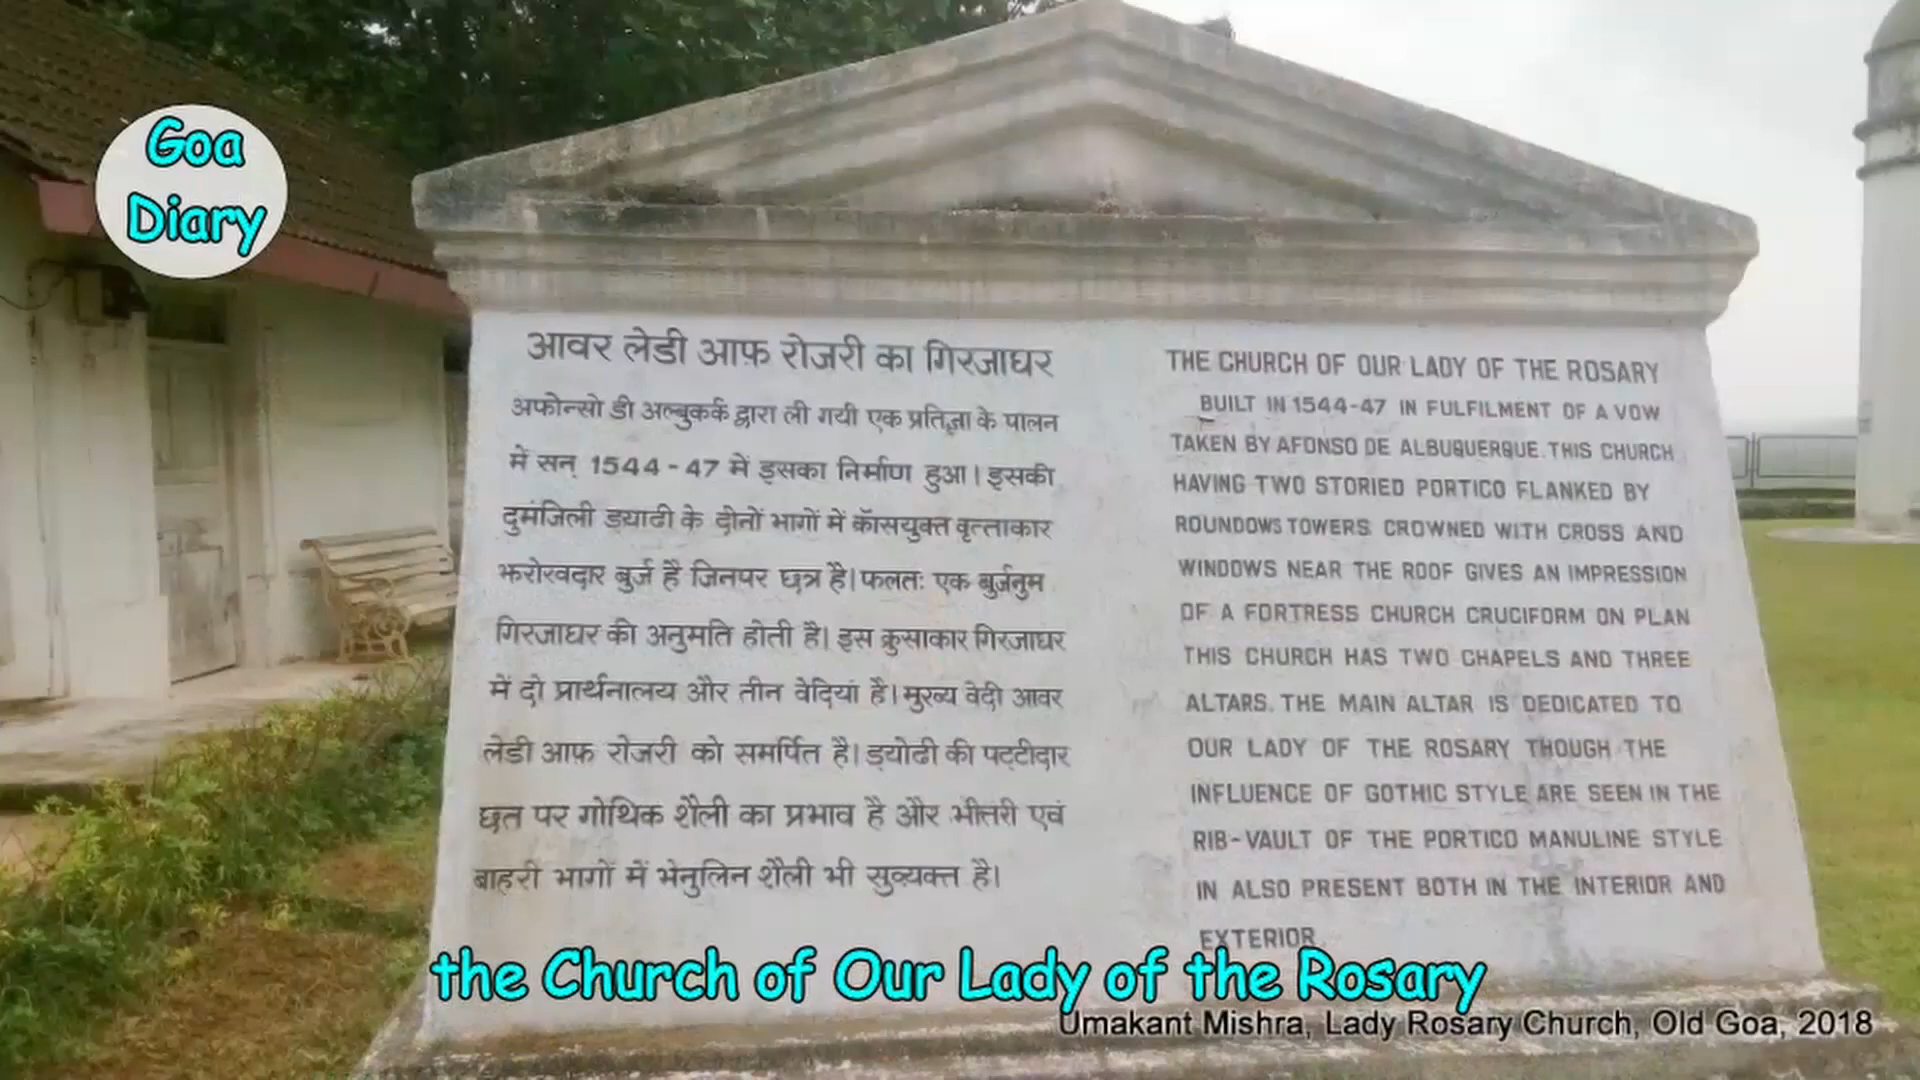 Goa
Diary
आवर लेडी आफ़ रोजरी का गिरजाघर
अफोन्सो डी अल्बुकर्क द्वारा ली गयी एक प्रतिज्ञा के पालन
में सन् 1544-47 में इसका निर्माण हुआ। इसकी
दुमंजिली ड्याढी के दोनों भागों में क्रॉसयुक्त वृत्ताकार
झरोखदार बुर्ज है जिनपर छत्र है। फलतः एक बुर्जनुम
गिरजाघर की अनुमति होती है। इस क्रुसाकार गिरजाघर
में दो प्रार्थनालय और तीन वेदियां है। मुख्य वेदी आवर
लेडी आफ़ रोजरी को समर्पित है। ड्योढी की पट्टीदार
छत पर गोथिक शैली का प्रभाव है और भीतरी एवं
बाहरी भागों में भेनुलिन शैली भी सुव्यक्त है।
THE CHURCH OF OUR LADY OF THE ROSARY
BUILT IN 1544-47 IN FULFILMENT OF A VOW
TAKEN BY AFONSO DE ALBUQUERQUE. THIS CHURCH
HAVING TWO STORIED PORTICO FLANKED BY
ROUNDOWS TOWERS CROWNED WITH CROSS AND
WINDOWS NEAR THE ROOF GIVES AN IMPRESSION
OF A FORTRESS CHURCH CRUCIFORM ON PLAN
THIS CHURCH HAS TWO CHAPELS AND THREE
ALTARS. THE MAIN ALTAR IS DEDICATED TO
OUR LADY OF THE ROSARY THOUGH THE
INFLUENCE OF GOTHIC STYLE ARE SEEN IN THE
RIB-VAULT OF THE PORTICO MANULINE STYLE
IN ALSO PRESENT BOTH IN THE INTERIOR AND
EXTERIOR.
the Church of Our Lady of the Rosary
Umakant Mishra, Lady Rosary Church, Old Goa, 2018